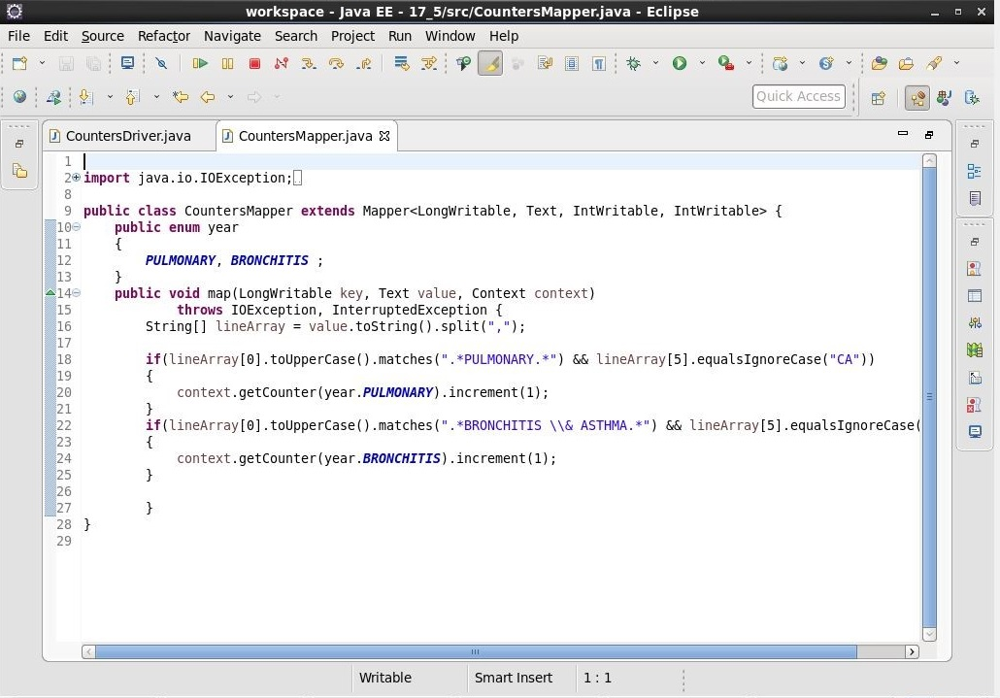 workspace - Java EE - 17_5/src/CountersMapper.java - Eclipse
File Edit Source Refactor Navigate Search Project Run Window Help
Quick Access
CountersDriver.java CountersMapper.java
1
2 import java.io.IOException;
8
9 public class CountersMapper extends Mapper<LongWritable, Text, IntWritable, IntWritable> {
10 public enum year
11 {
12 PULMONARY, BRONCHITIS ;
13 }
14 public void map(LongWritable key, Text value, Context context)
15 throws IOException, InterruptedException {
16 String[] lineArray = value.toString().split(",");
17
18 if(lineArray[0].toUpperCase().matches(".*PULMONARY.*") && lineArray[5].equalsIgnoreCase("CA"))
19 {
20 context.getCounter(year.PULMONARY).increment(1);
21 }
22 if(lineArray[0].toUpperCase().matches(".*BRONCHITIS \\& ASTHMA.*") && lineArray[5].equalsIgnoreCase(
23 {
24 context.getCounter(year.BRONCHITIS).increment(1);
25 }
26
27 }
28 }
29
Writable Smart Insert 1 : 1